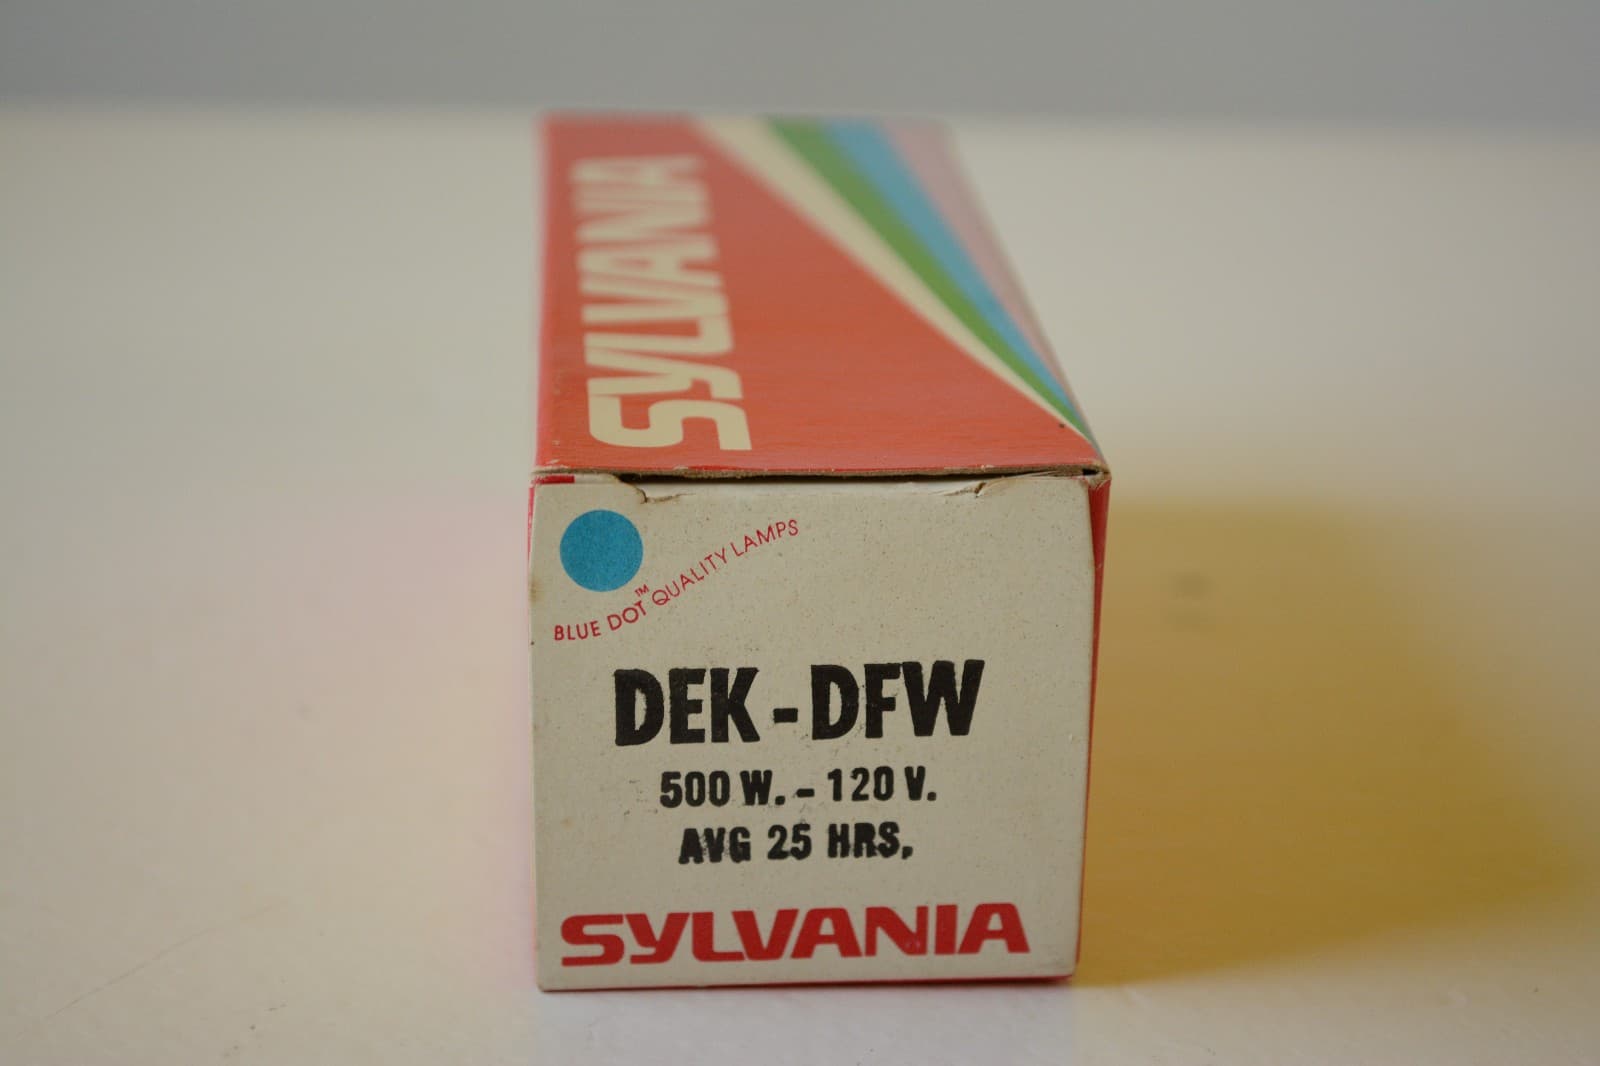 SYLVANIA
BLUE DOT™ QUALITY LAMPS
DEK-DFW
500 W. - 120 V.
AVG 25 HRS.
SYLVANIA